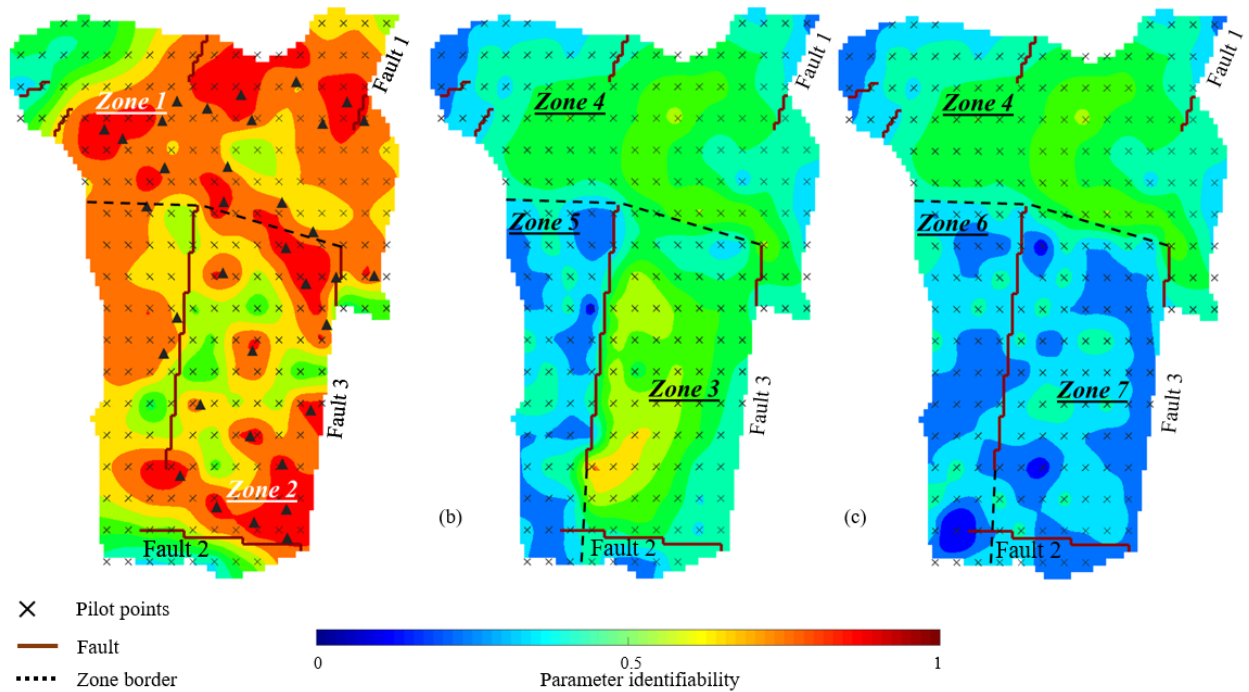 Zone 1
Fault 1
Zone 2
Fault 2
Fault 3
(b)
Zone 4
Fault 1
Zone 5
Zone 3
Fault 3
Fault 2
(c)
Zone 4
Fault 1
Zone 6
Zone 7
Fault 3
Fault 2
Pilot points
Fault
Zone border
0 0.5 1
Parameter identifiability